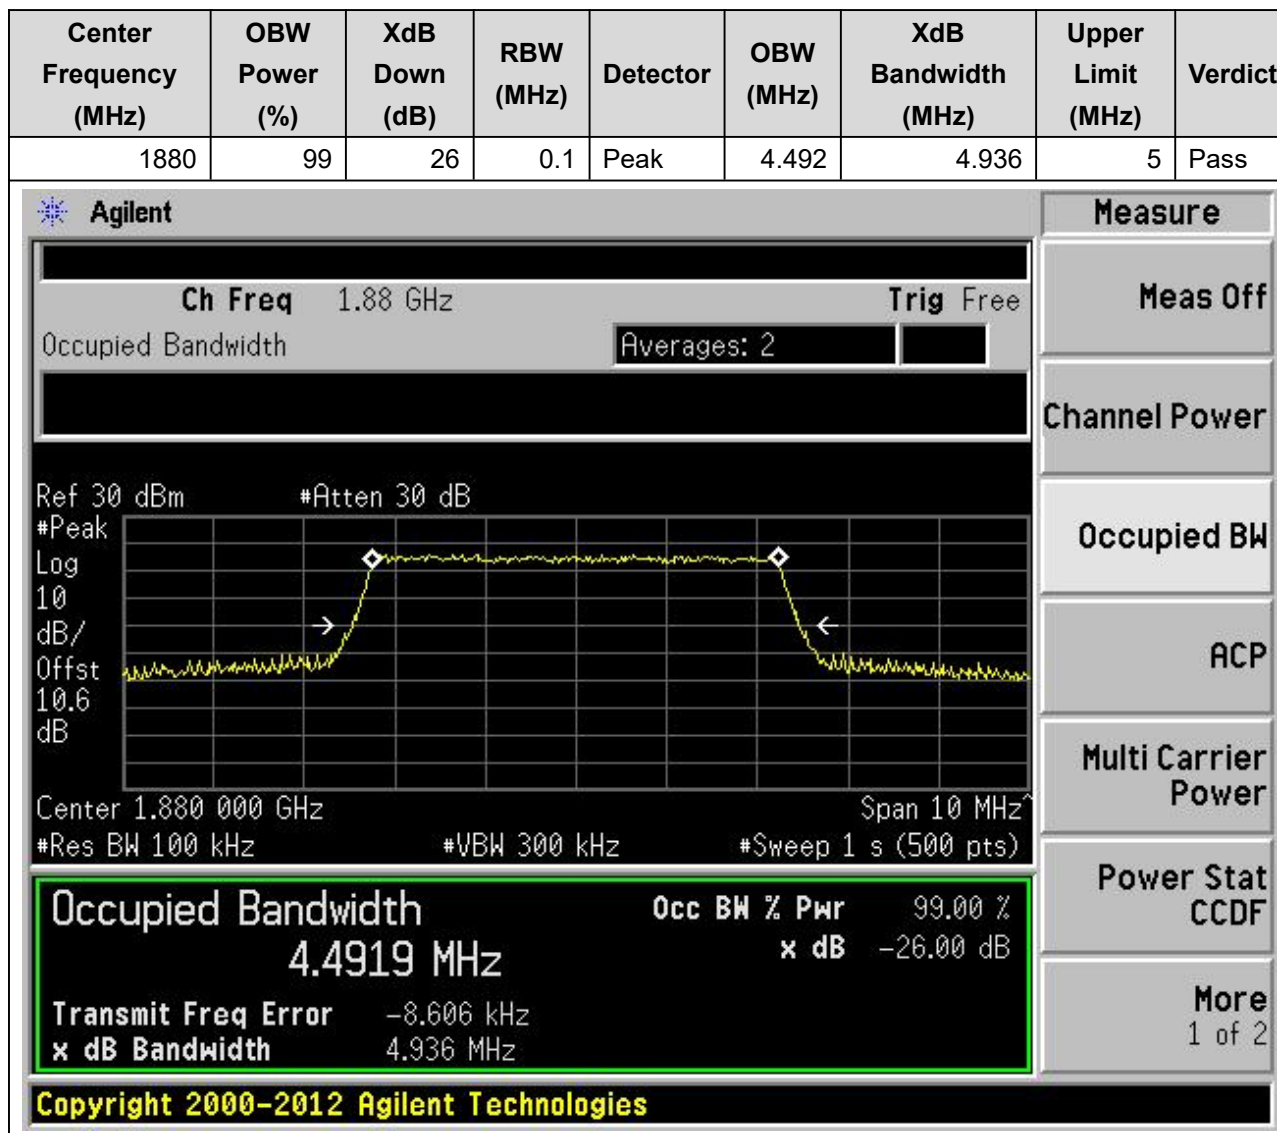 Center Frequency (MHz) OBW Power (%) XdB Down (dB) RBW (MHz) Detector OBW (MHz) XdB Bandwidth (MHz) Upper Limit (MHz) Verdict
1880 99 26 0.1 Peak 4.492 4.936 5 Pass
Agilent
Ch Freq 1.88 GHz Trig Free
Occupied Bandwidth Averages: 2
Ref 30 dBm #Atten 30 dB
#Peak
Log
10
dB/
Offst
10.6
dB
Center 1.880 000 GHz Span 10 MHz^
#Res BW 100 kHz #VBW 300 kHz #Sweep 1 s (500 pts)
Occupied Bandwidth Occ BW % Pwr 99.00 %
4.4919 MHz x dB -26.00 dB
Transmit Freq Error -8.606 kHz
x dB Bandwidth 4.936 MHz
Copyright 2000-2012 Agilent Technologies
Measure
Meas Off
Channel Power
Occupied BW
ACP
Multi Carrier
Power
Power Stat
CCDF
More
1 of 2